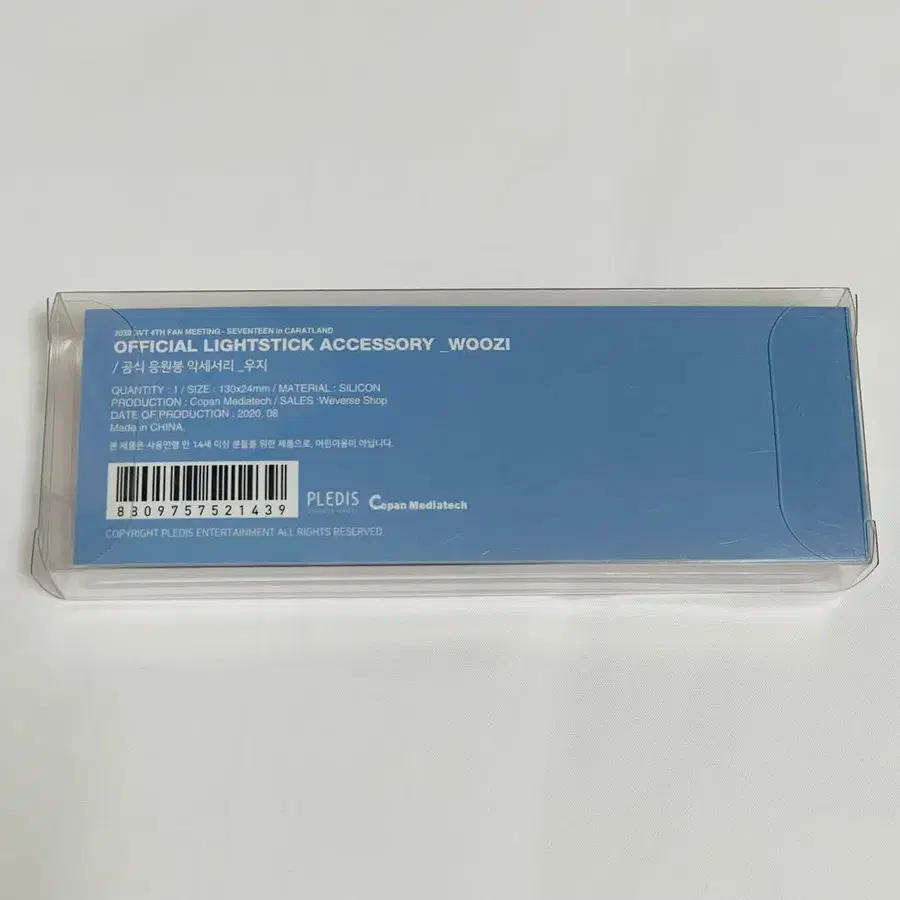 2020 SVT 4TH FAN MEETING - SEVENTEEN in CARATLAND
OFFICIAL LIGHTSTICK ACCESSORY _WOOZI
/ 공식 응원봉 악세서리 _우지
QUANTITY : 1 / SIZE : 130x24mm / MATERIAL : SILICON
PRODUCTION : Copan Mediatech / SALES : Weverse Shop
DATE OF PRODUCTION : 2020. 08
Made in CHINA.
본 제품은 사용연령 만 14세 이상 분들을 위한 제품으로, 어린이용이 아닙니다.
8809757521439
PLEDIS
Copan Mediatech
COPYRIGHT PLEDIS ENTERTAINMENT ALL RIGHTS RESERVED.